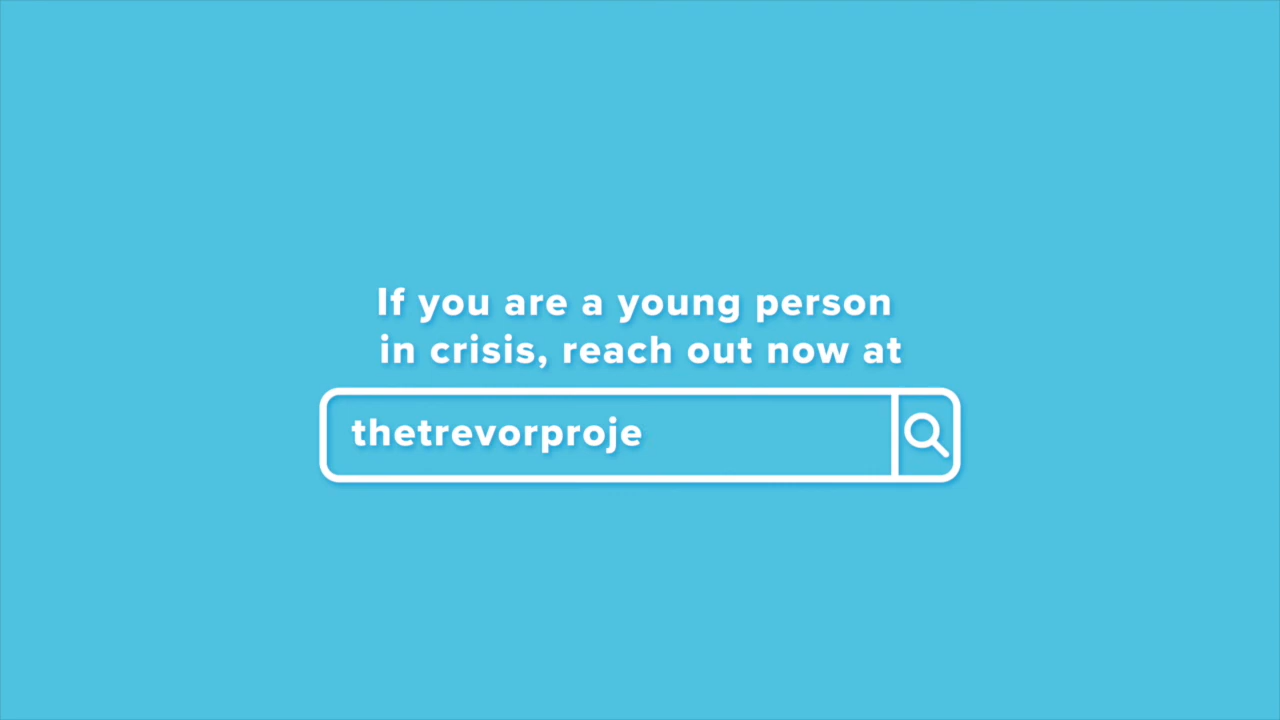 If you are a young person
in crisis, reach out now at
thetrevorproje